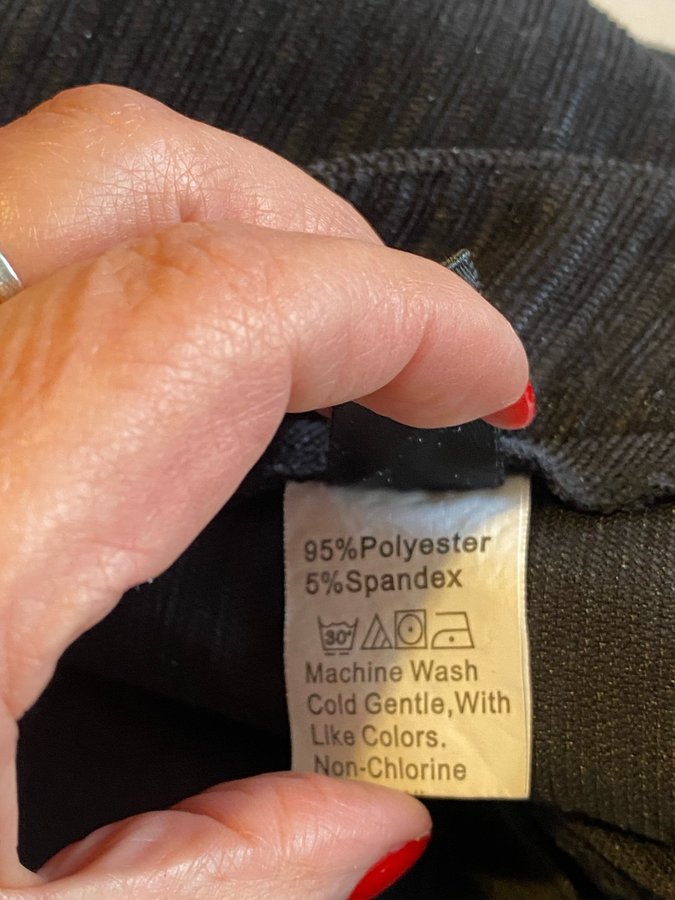 95%Polyester
5%Spandex
30°
Machine Wash
Cold Gentle,With
Like Colors.
Non-Chlorine